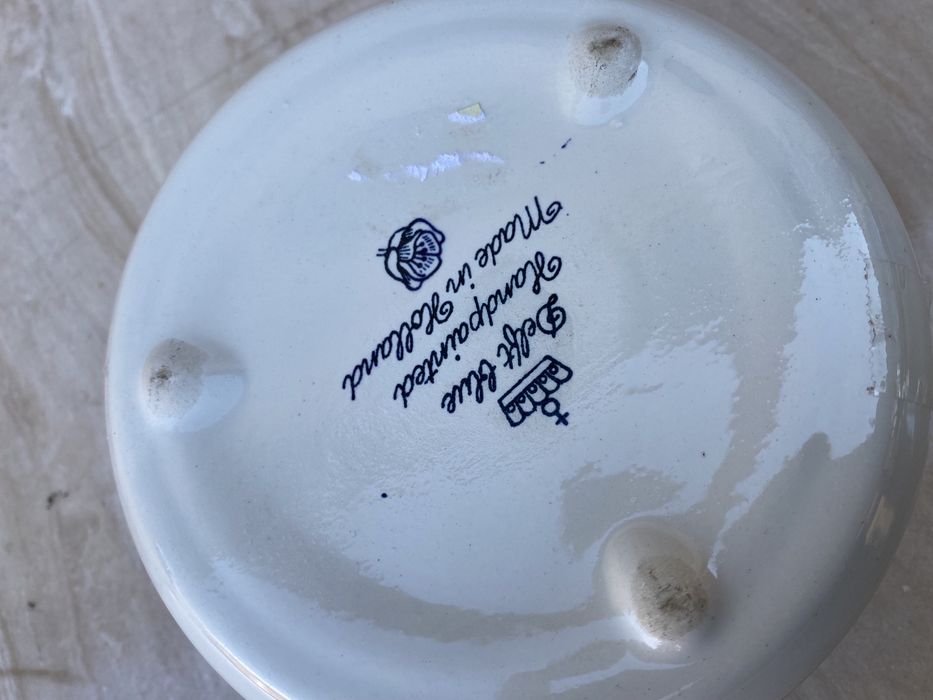 Delft blue
Handpainted
Made in Holland